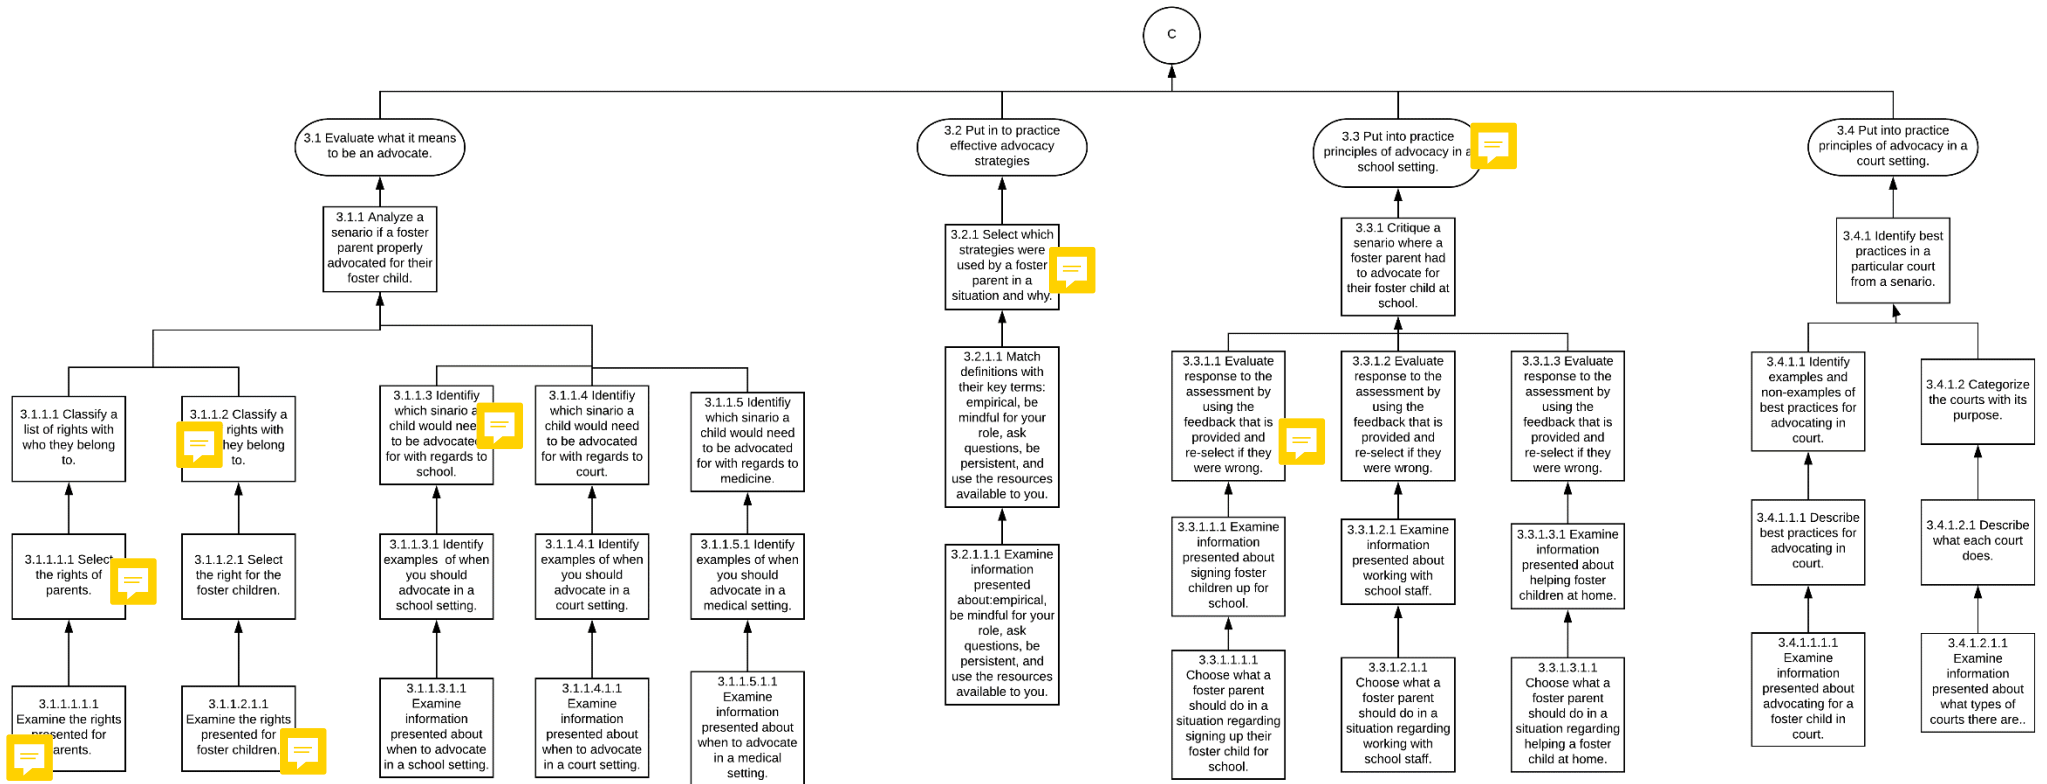 C
3.1 Evaluate what it means
to be an advocate.
3.2 Put in to practice
effective advocacy
strategies
3.3 Put into practice
principles of advocacy in a
school setting.
3.4 Put into practice
principles of advocacy in a
court setting.
3.1.1 Analyze a
senario if a foster
parent properly
advocated for their
foster child.
3.2.1 Select which
strategies were
used by a foster
parent in a
situation and why.
3.3.1 Critique a
senario where a
foster parent had
to advocate for
their foster child at
school.
3.4.1 Identify best
practices in a
particular court
from a senario.
3.1.1.1 Classify a
list of rights with
who they belong
to.
3.1.1.2 Classify a
rights with
they belong
to.
3.1.1.3 Identifiy
which sinario a
child would need
to be advocated
for with regards to
school.
3.1.1.4 Identifiy
which sinario a
child would need
to be advocated
for with regards to
court.
3.1.1.5 Identifiy
which sinario a
child would need
to be advocated
for with regards to
medicine.
3.2.1.1 Match
definitions with
their key terms:
empirical, be
mindful for your
role, ask
questions, be
persistent, and
use the resources
available to you.
3.3.1.1 Evaluate
response to the
assessment by
using the
feedback that is
provided and
re-select if they
were wrong.
3.3.1.2 Evaluate
response to the
assessment by
using the
feedback that is
provided and
re-select if they
were wrong.
3.3.1.3 Evaluate
response to the
assessment by
using the
feedback that is
provided and
re-select if they
were wrong.
3.4.1.1 Identify
examples and
non-examples of
best practices for
advocating in
court.
3.4.1.2 Categorize
the courts with its
purpose.
3.1.1.1.1 Select
the rights of
parents.
3.1.1.2.1 Select
the right for the
foster children.
3.1.1.3.1 Identify
examples of when
you should
advocate in a
school setting.
3.1.1.4.1 Identify
examples of when
you should
advocate in a
court setting.
3.1.1.5.1 Identify
examples of when
you should
advocate in a
medical setting.
3.2.1.1.1 Examine
information
presented
about:empirical,
be mindful for your
role, ask
questions, be
persistent, and
use the resources
available to you.
3.3.1.1.1 Examine
information
presented about
signing foster
children up for
school.
3.3.1.2.1 Examine
information
presented about
working with
school staff.
3.3.1.3.1 Examine
information
presented about
helping foster
children at home.
3.4.1.1.1 Describe
best practices for
advocating in
court.
3.4.1.2.1 Describe
what each court
does.
3.1.1.1.1.1
Examine the rights
presented for
parents.
3.1.1.2.1.1
Examine the rights
presented for
foster children.
3.1.1.3.1.1
Examine
information
presented about
when to advocate
in a school setting.
3.1.1.4.1.1
Examine
information
presented about
when to advocate
in a court setting.
3.1.1.5.1.1
Examine
information
presented about
when to advocate
in a medical
setting.
3.3.1.1.1.1
Choose what a
foster parent
should do in a
situation regarding
signing up their
foster child for
school.
3.3.1.2.1.1
Choose what a
foster parent
should do in a
situation regarding
working with
school staff.
3.3.1.3.1.1
Choose what a
foster parent
should do in a
situation regarding
helping a foster
child at home.
3.4.1.1.1.1
Examine
information
presented about
advocating for a
foster child in
court.
3.4.1.2.1.1
Examine
information
presented about
what types of
courts there are..